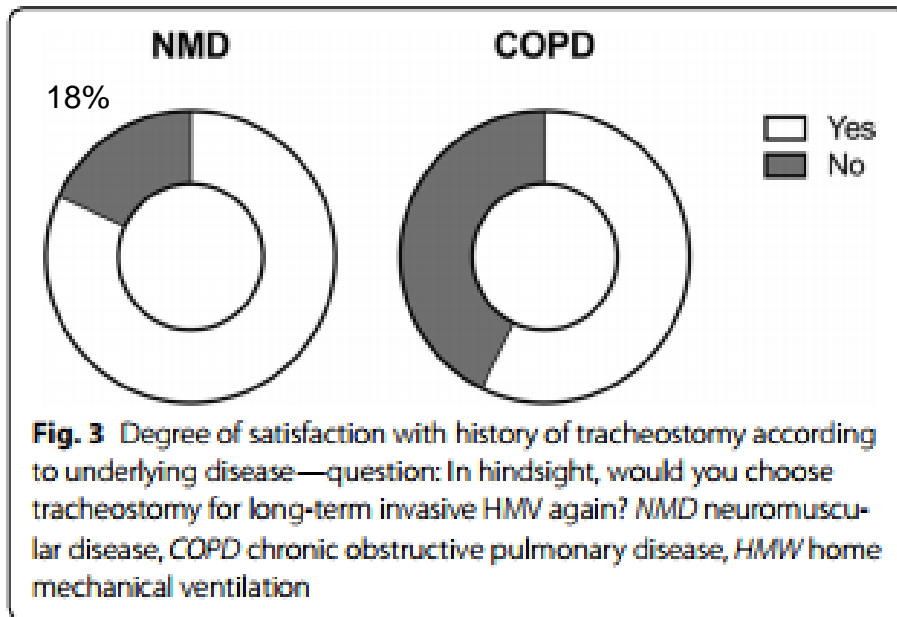 NMD
COPD
18%
Yes
No
Fig. 3 Degree of satisfaction with history of tracheostomy according
to underlying disease—question: In hindsight, would you choose
tracheostomy for long-term invasive HMV again? NMD neuromuscu-
lar disease, COPD chronic obstructive pulmonary disease, HMW home
mechanical ventilation